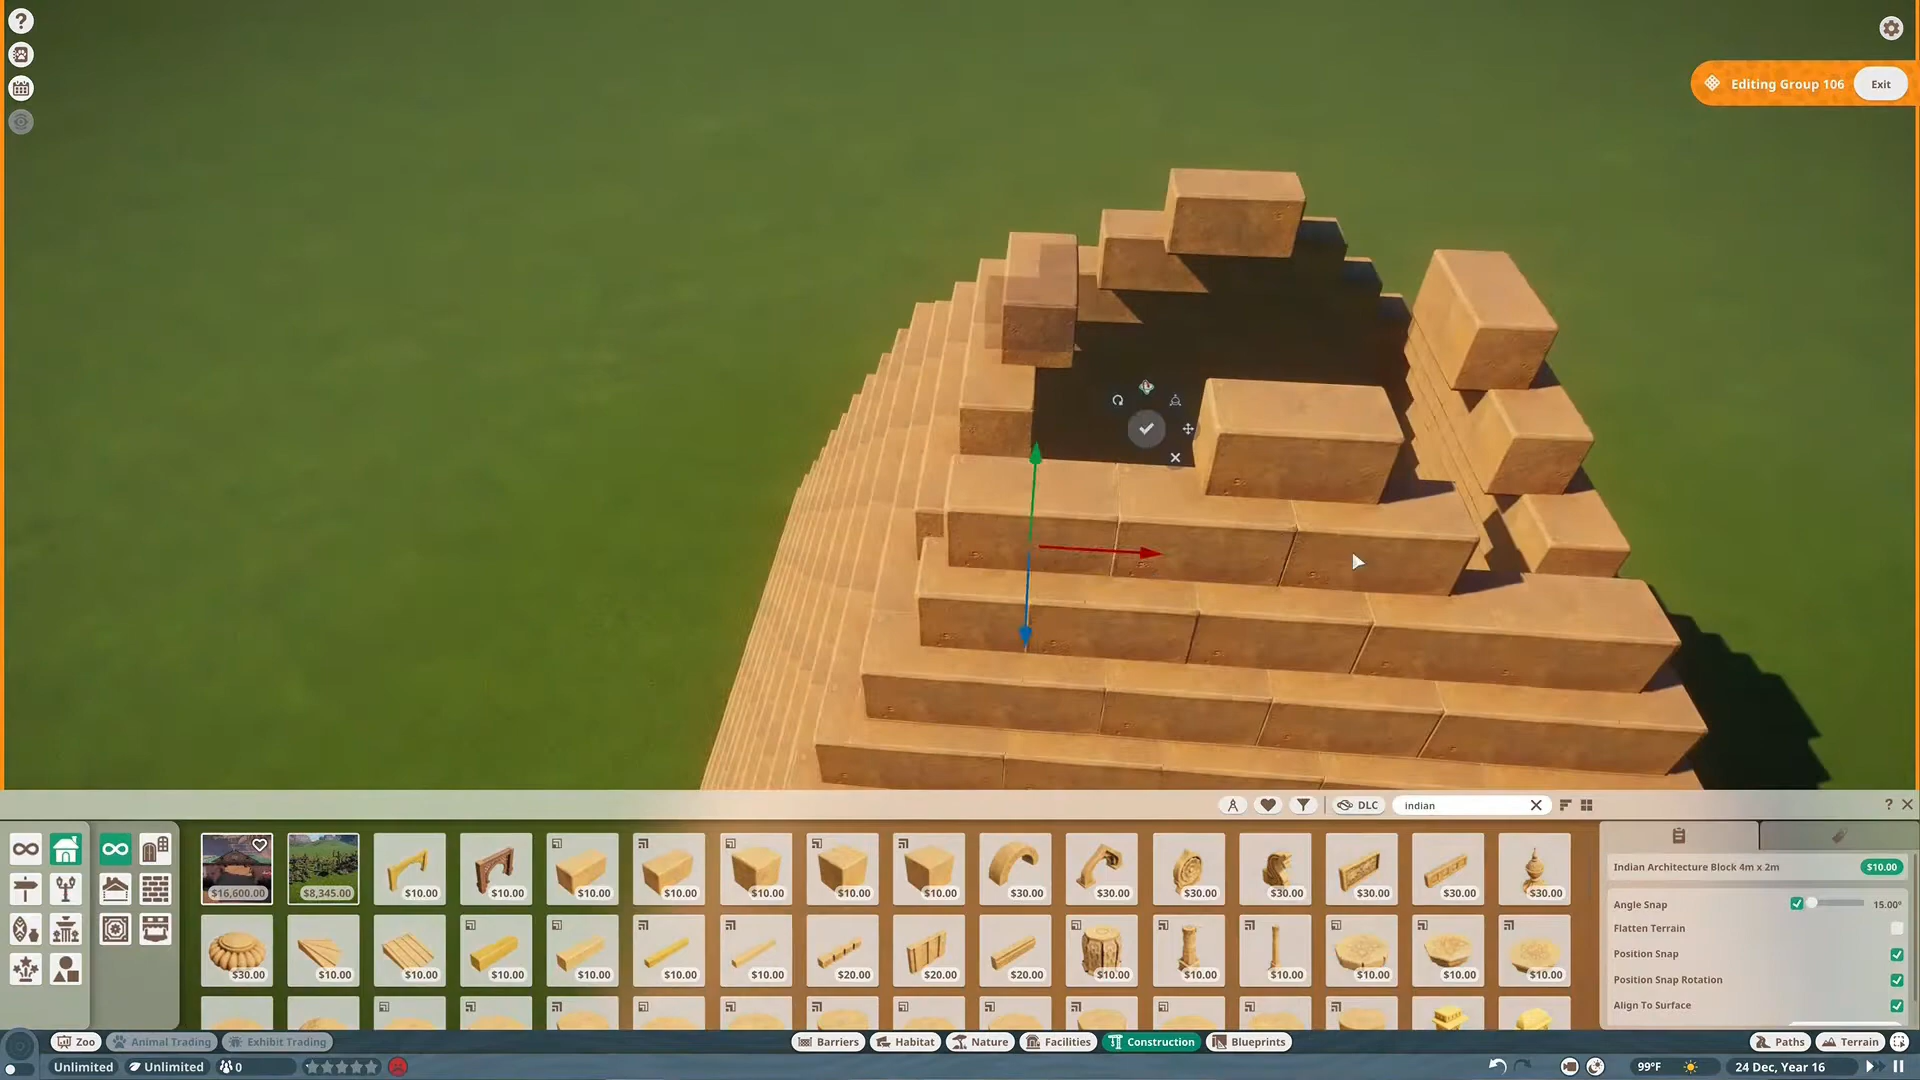 ?
Editing Group 106
Exit
DLC
indian
?
$16,600.00
$8,345.00
$10.00
$10.00
$10.00
$10.00
$10.00
$10.00
$10.00
$30.00
$30.00
$30.00
$30.00
$30.00
$30.00
$30.00
$30.00
$10.00
$10.00
$10.00
$10.00
$10.00
$10.00
$20.00
$20.00
$20.00
$10.00
$10.00
$10.00
$10.00
$10.00
$10.00
Indian Architecture Block 4m x 2m
$10.00
Angle Snap
15.00°
Flatten Terrain
Position Snap
Position Snap Rotation
Align To Surface
Zoo
Animal Trading
Exhibit Trading
Barriers
Habitat
Nature
Facilities
Construction
Blueprints
Paths
Terrain
Unlimited
Unlimited
0
99°F
24 Dec, Year 16